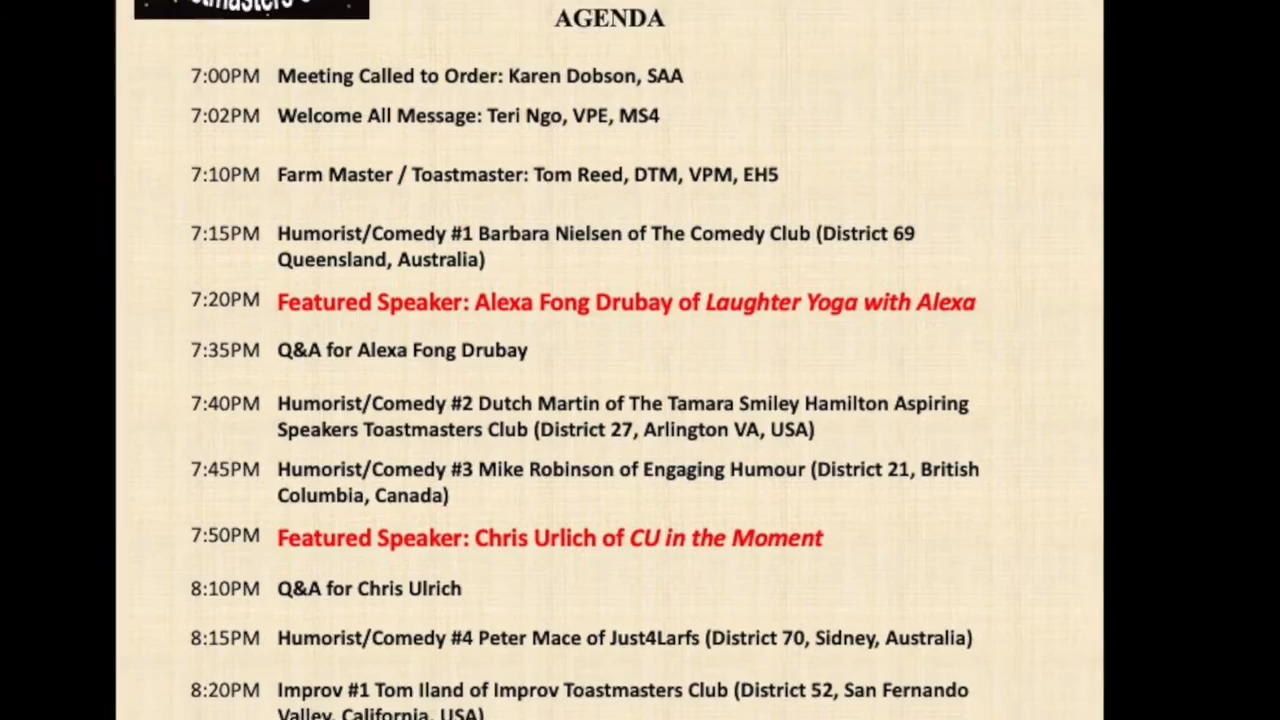 AGENDA
7:00PM Meeting Called to Order: Karen Dobson, SAA
7:02PM Welcome All Message: Teri Ngo, VPE, MS4
7:10PM Farm Master / Toastmaster: Tom Reed, DTM, VPM, EH5
7:15PM Humorist/Comedy #1 Barbara Nielsen of The Comedy Club (District 69
Queensland, Australia)
7:20PM Featured Speaker: Alexa Fong Drubay of Laughter Yoga with Alexa
7:35PM Q&A for Alexa Fong Drubay
7:40PM Humorist/Comedy #2 Dutch Martin of The Tamara Smiley Hamilton Aspiring
Speakers Toastmasters Club (District 27, Arlington VA, USA)
7:45PM Humorist/Comedy #3 Mike Robinson of Engaging Humour (District 21, British
Columbia, Canada)
7:50PM Featured Speaker: Chris Urlich of CU in the Moment
8:10PM Q&A for Chris Ulrich
8:15PM Humorist/Comedy #4 Peter Mace of Just4Larfs (District 70, Sidney, Australia)
8:20PM Improv #1 Tom Iland of Improv Toastmasters Club (District 52, San Fernando
Valley, California, USA)